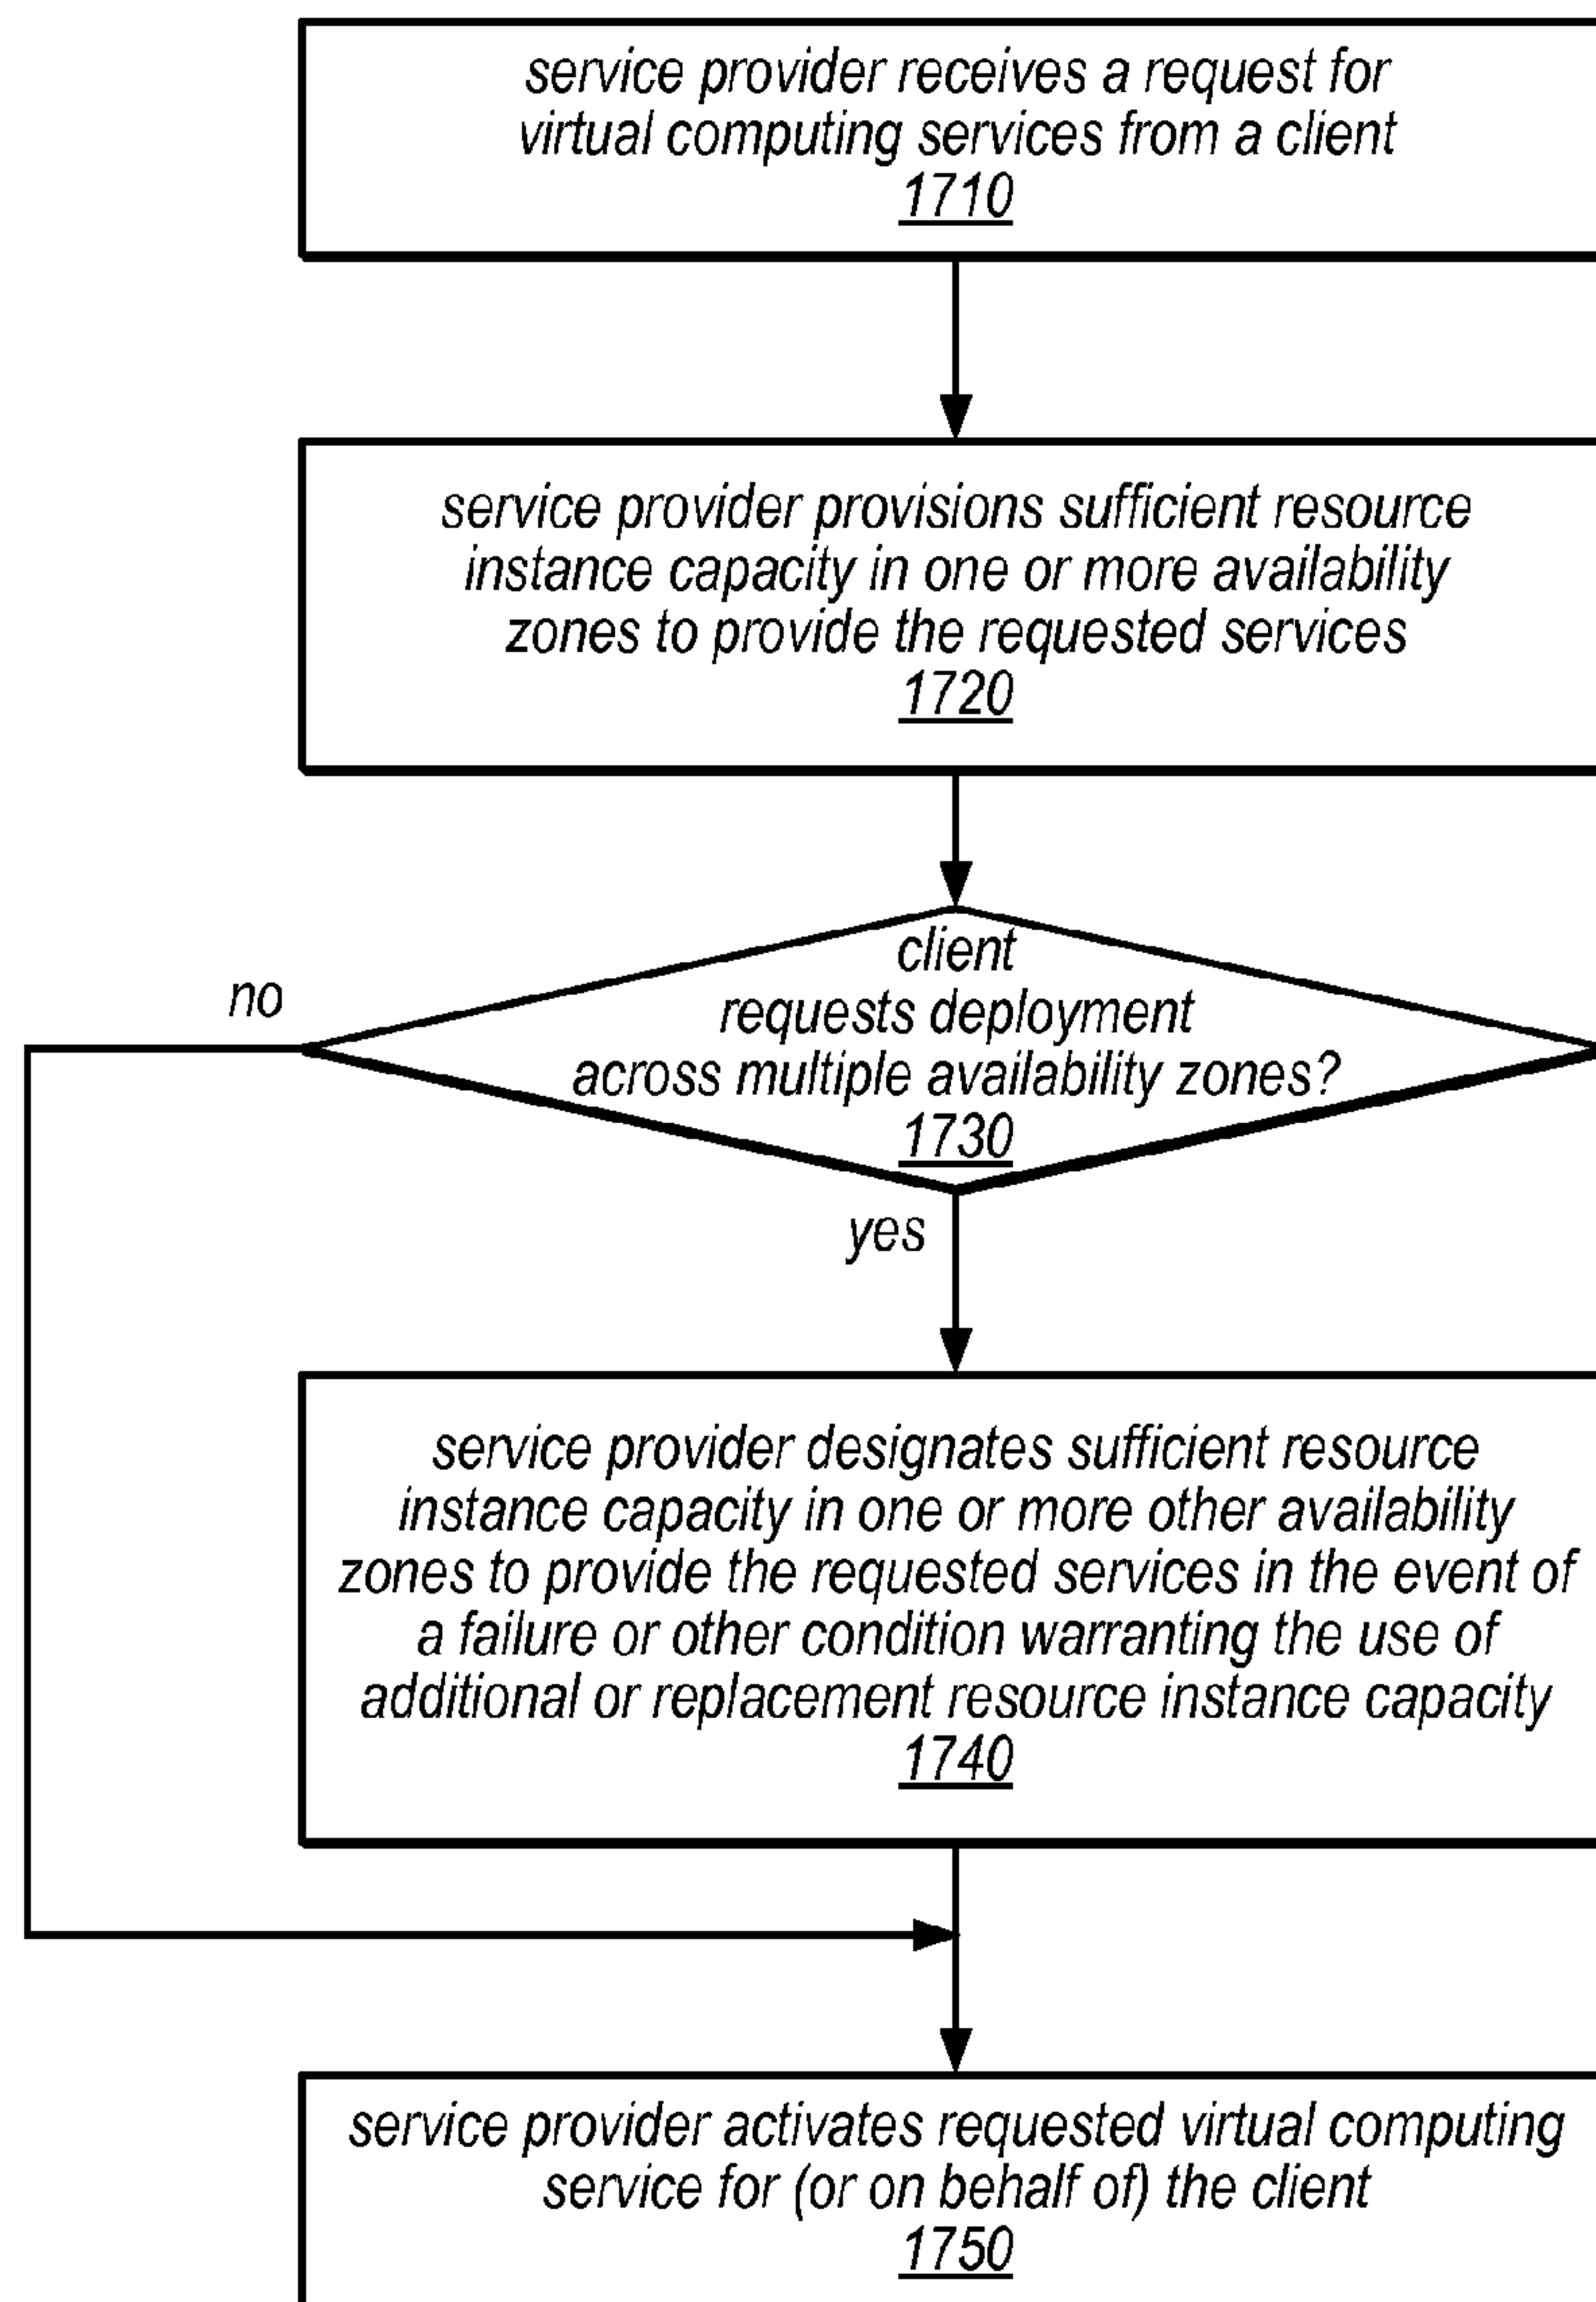 service provider receives a request for
virtual computing services from a client
1710
service provider provisions sufficient resource
instance capacity in one or more availability
zones to provide the requested services
1720
client
requests deployment
across multiple availability zones?
1730
no
yes
service provider designates sufficient resource
instance capacity in one or more other availability
zones to provide the requested services in the event of
a failure or other condition warranting the use of
additional or replacement resource instance capacity
1740
service provider activates requested virtual computing
service for (or on behalf of) the client
1750